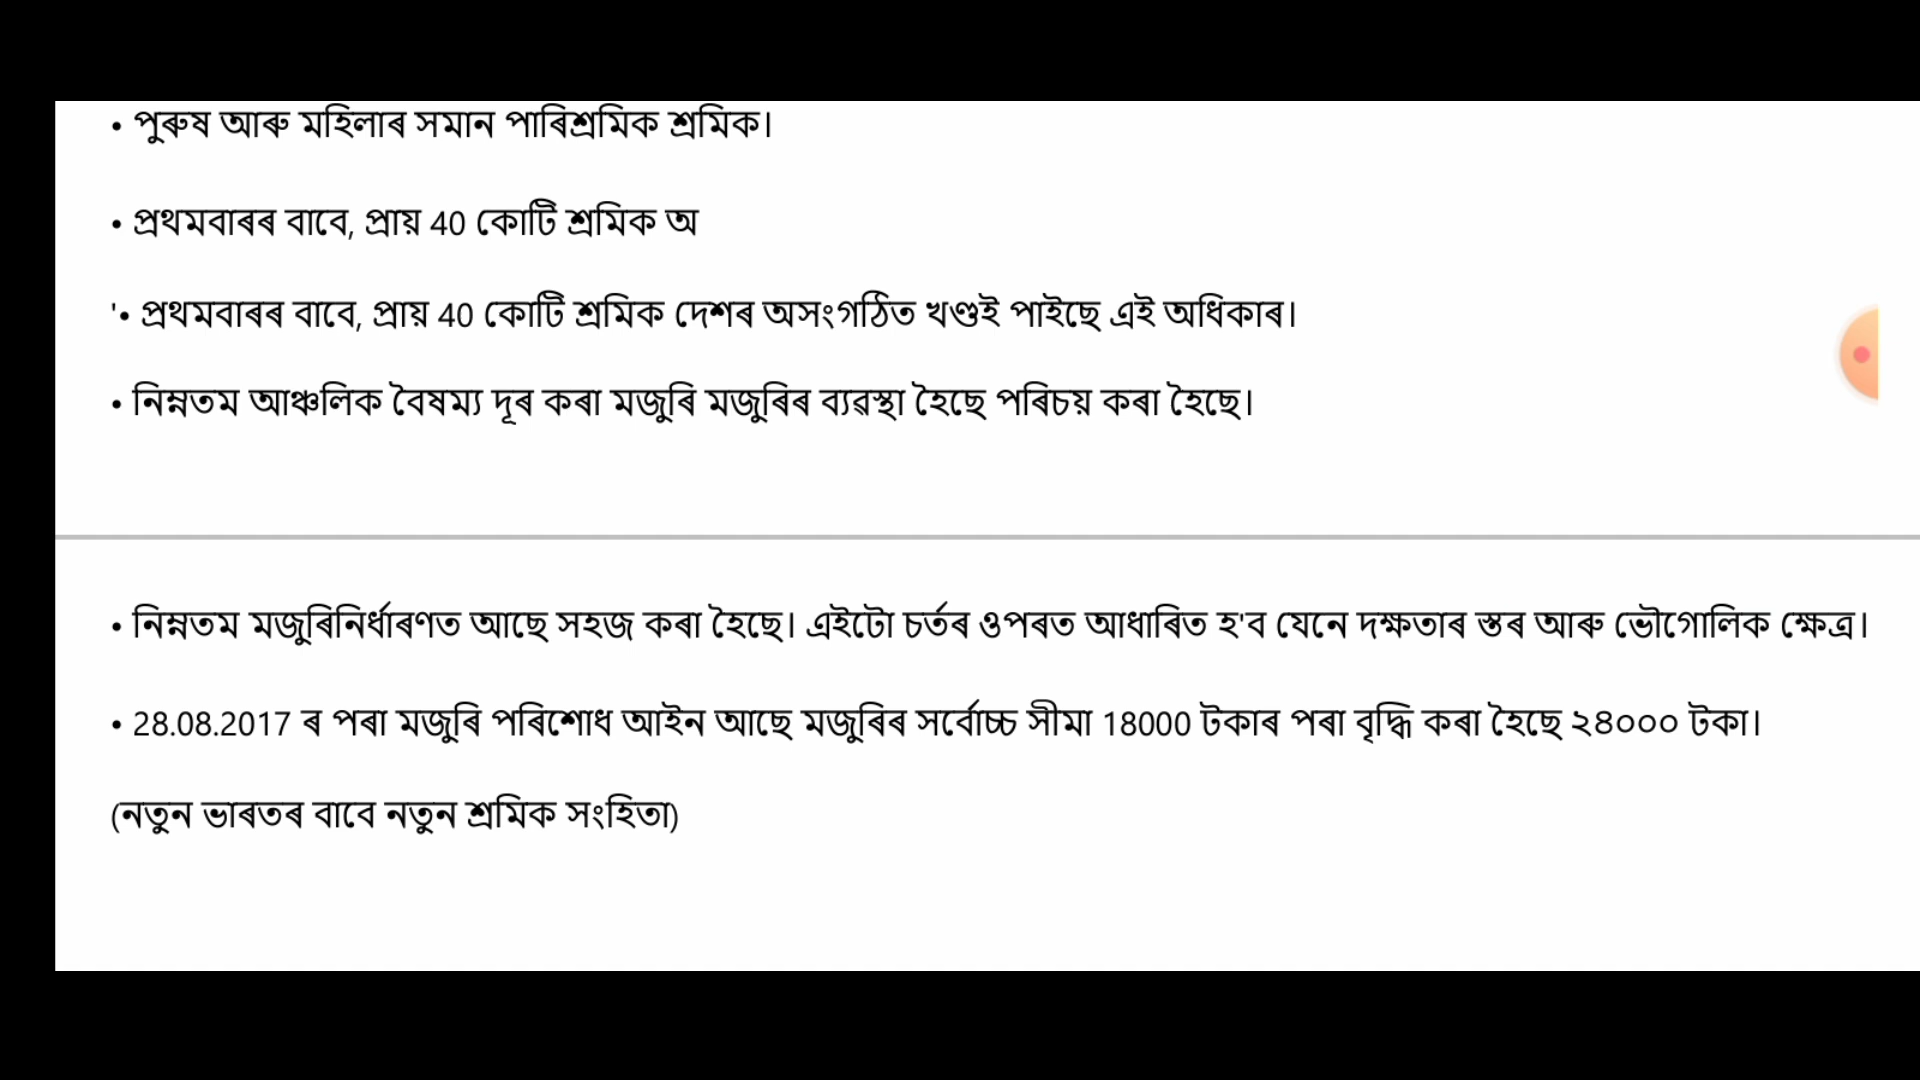 • পুৰুষ আৰু মহিলাৰ সমান পাৰিশ্ৰমিক শ্ৰমিক।
• প্ৰথমবাৰৰ বাবে, প্ৰায় 40 কোটি শ্ৰমিক অ
'• প্ৰথমবাৰৰ বাবে, প্ৰায় 40 কোটি শ্ৰমিক দেশৰ অসংগঠিত খণ্ডই পাইছে এই অধিকাৰ।
• নিম্নতম আঞ্চলিক বৈষম্য দূৰ কৰা মজুৰি মজুৰিৰ ব্যৱস্থা হৈছে পৰিচয় কৰা হৈছে।
• নিম্নতম মজুৰিনিৰ্ধাৰণত আছে সহজ কৰা হৈছে। এইটো চৰ্তৰ ওপৰত আধাৰিত হ'ব যেনে দক্ষতাৰ স্তৰ আৰু ভৌগোলিক ক্ষেত্ৰ।
• 28.08.2017 ৰ পৰা মজুৰি পৰিশোধ আইন আছে মজুৰিৰ সৰ্বোচ্চ সীমা 18000 টকাৰ পৰা বৃদ্ধি কৰা হৈছে ২৪০০০ টকা।
(নতুন ভাৰতৰ বাবে নতুন শ্ৰমিক সংহিতা)